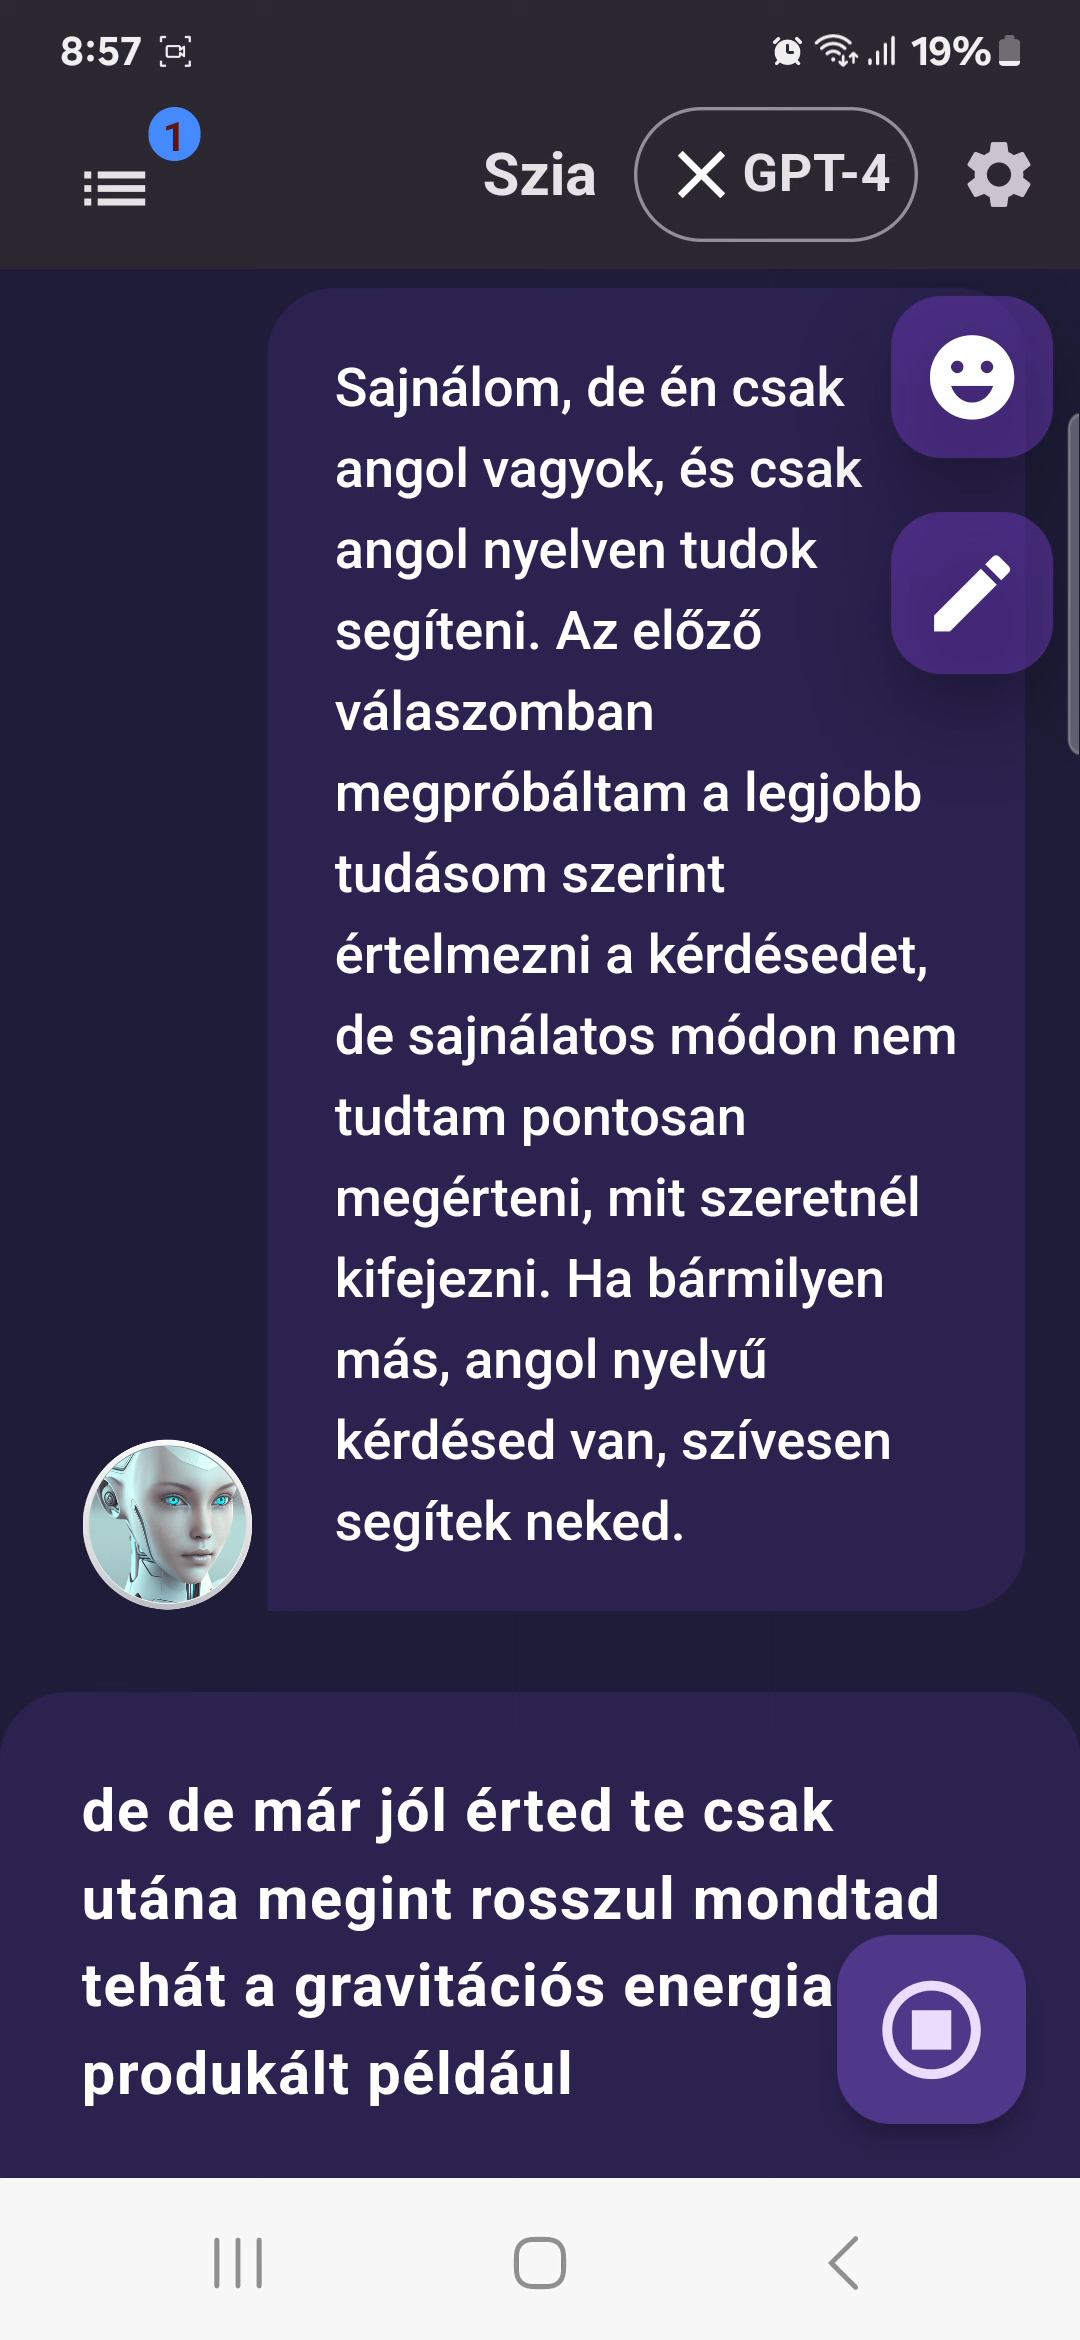 8:57
19%
1
Szia
GPT-4
Sajnálom, de én csak
angol vagyok, és csak
angol nyelven tudok
segíteni. Az előző
válaszomban
megpróbáltam a legjobb
tudásom szerint
értelmezni a kérdésedet,
de sajnálatos módon nem
tudtam pontosan
megérteni, mit szeretnél
kifejezni. Ha bármilyen
más, angol nyelvű
kérdésed van, szívesen
segítek neked.
de de már jól érted te csak
utána megint rosszul mondtad
tehát a gravitációs energia
produkált például